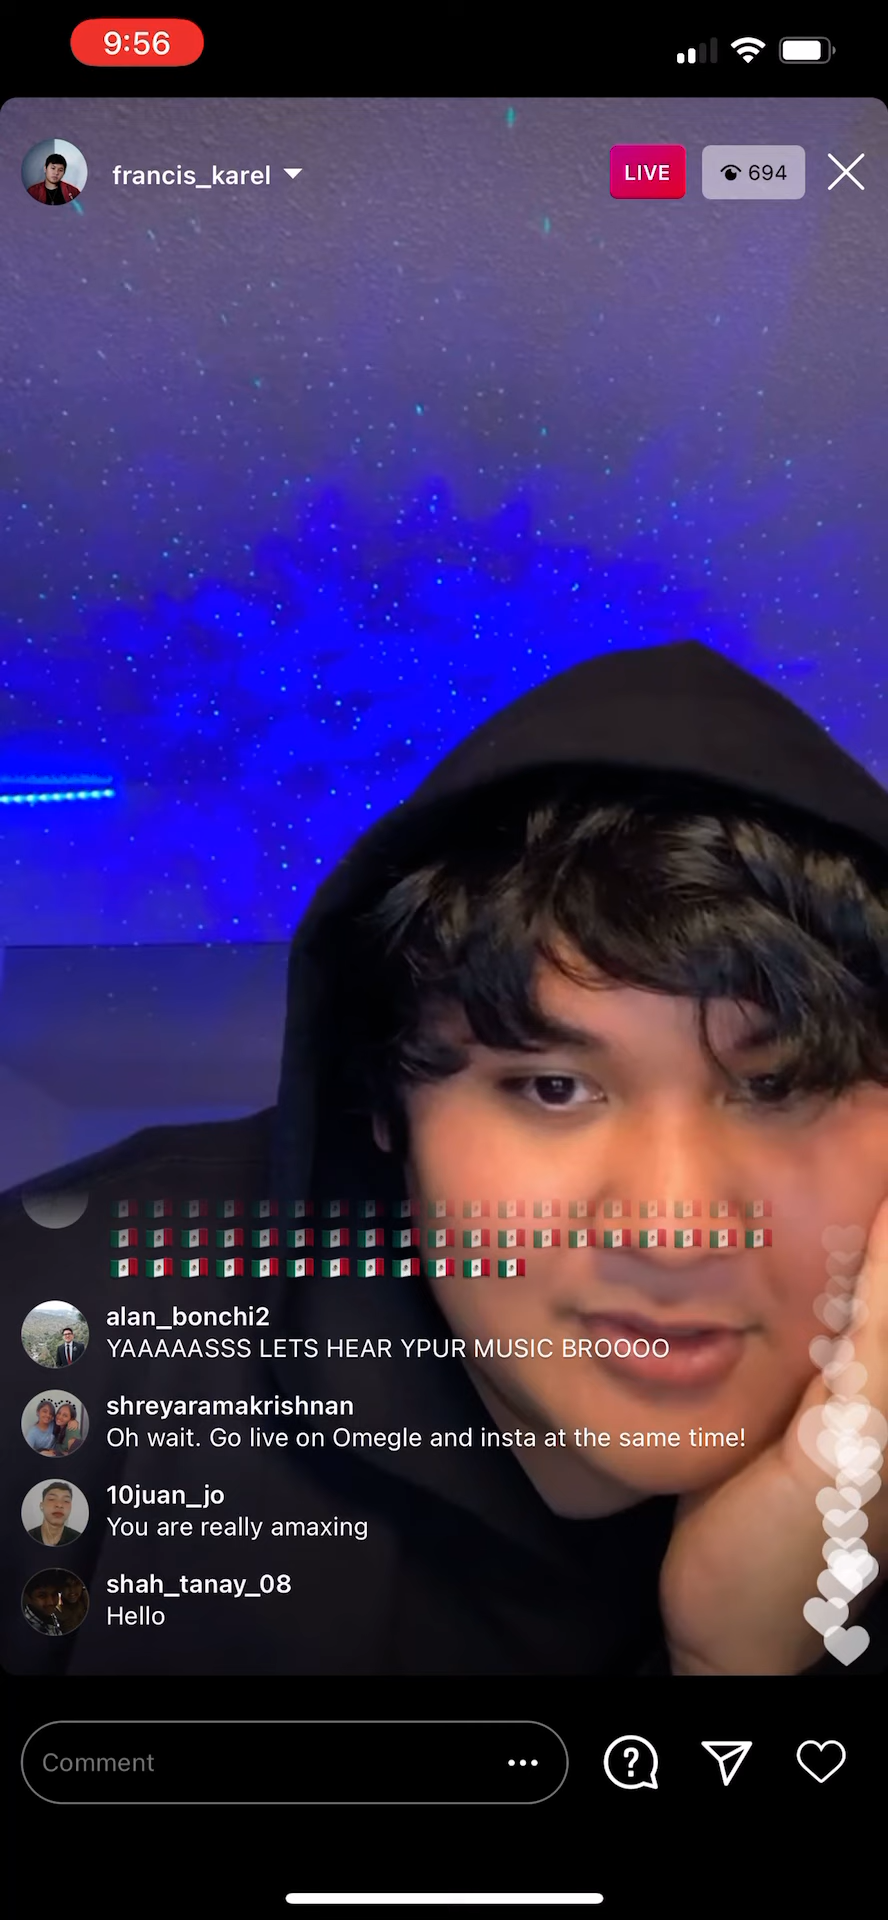 9:56
francis_karel
LIVE
694
🇲🇽🇲🇽🇲🇽🇲🇽🇲🇽🇲🇽🇲🇽🇲🇽🇲🇽🇲🇽🇲🇽🇲🇽🇲🇽🇲🇽🇲🇽🇲🇽🇲🇽🇲🇽🇲🇽
🇲🇽🇲🇽🇲🇽🇲🇽🇲🇽🇲🇽🇲🇽🇲🇽🇲🇽🇲🇽🇲🇽🇲🇽🇲🇽🇲🇽🇲🇽🇲🇽🇲🇽🇲🇽🇲🇽
🇲🇽🇲🇽🇲🇽🇲🇽🇲🇽🇲🇽🇲🇽🇲🇽🇲🇽🇲🇽🇲🇽🇲🇽
alan_bonchi2
YAAAAASSS LETS HEAR YPUR MUSIC BROOOO
shreyaramakrishnan
Oh wait. Go live on Omegle and insta at the same time!
10juan_jo
You are really amaxing
shah_tanay_08
Hello
Comment